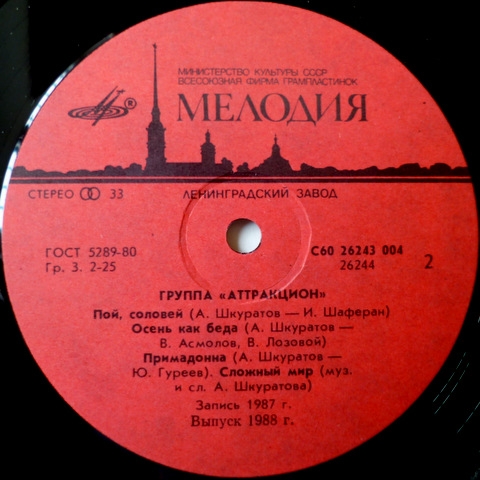 МИНИСТЕРСТВО КУЛЬТУРЫ СССР
ВСЕСОЮЗНАЯ ФИРМА ГРАМПЛАСТИНОК
® МЕЛОДИЯ
СТЕРЕО 33 ЛЕНИНГРАДСКИЙ ЗАВОД
ГОСТ 5289-80 С60 26243 004
Гр. 3. 2-25 26244 2
ГРУППА «АТТРАКЦИОН»
Пой, соловей (А. Шкуратов — И. Шаферан)
Осень как беда (А. Шкуратов —
В. Асмолов, В. Лозовой)
Примадонна (А. Шкуратов —
Ю. Гуреев). Сложный мир (муз.
и сл. А. Шкуратова)
Запись 1987 г.
Выпуск 1988 г.